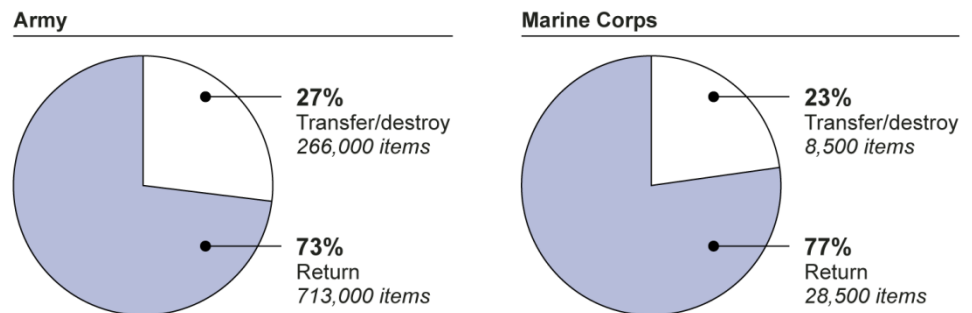 Army
27%
Transfer/destroy
266,000 items
73%
Return
713,000 items
Marine Corps
23%
Transfer/destroy
8,500 items
77%
Return
28,500 items